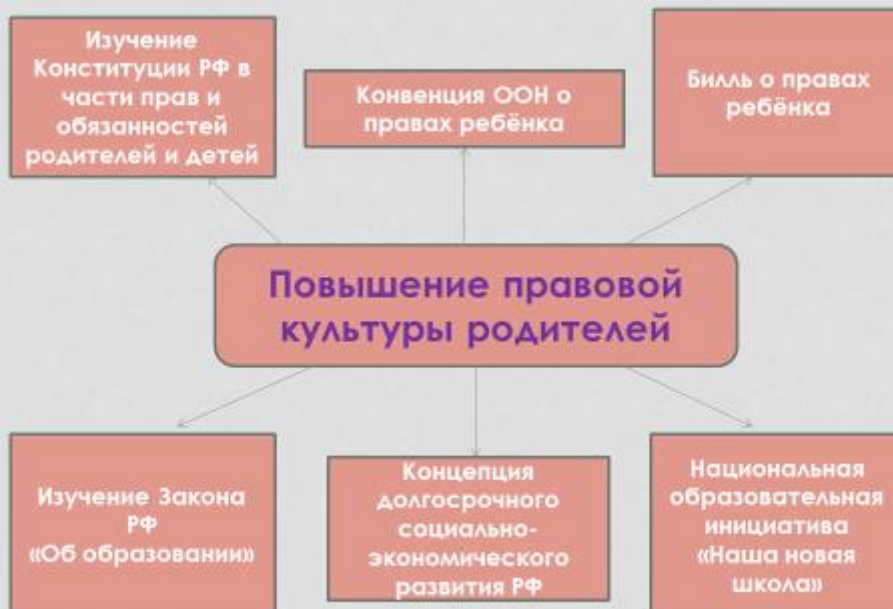 Изучение
Конституции РФ в
части прав и
обязанностей
родителей и детей
Конвенция ООН о
правах ребёнка
Билль о правах
ребёнка
Повышение правовой
культуры родителей
Изучение Закона
РФ
«Об образовании»
Концепция
долгосрочного
социально-
экономического
развития РФ
Национальная
образовательная
инициатива
«Наша новая
школа»